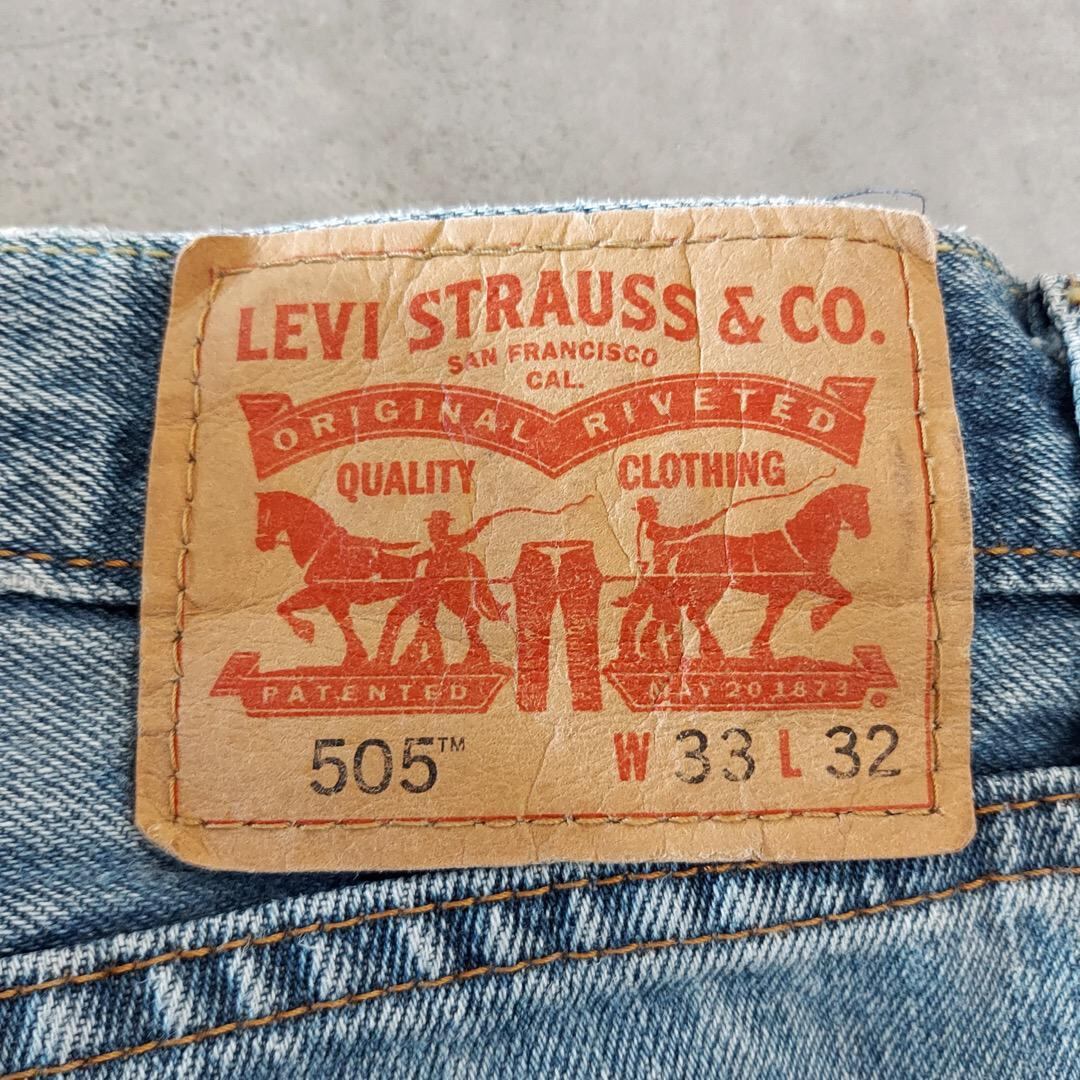 LEVI STRAUSS & CO.
SAN FRANCISCO
CAL.
ORIGINAL RIVETED
QUALITY CLOTHING
PATENTED MAY 20 1873 ®
505™ W 33 L 32